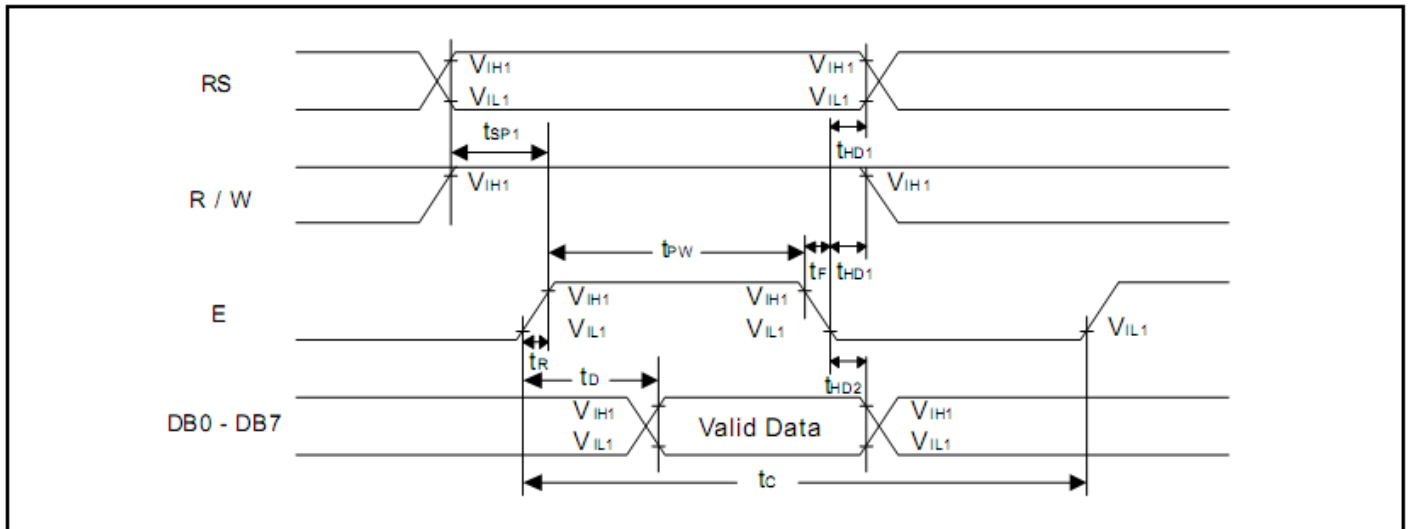 RS
VIH1
VIL1
VIH1
VIL1
tSP1
tHD1
R / W
VIH1
VIH1
tPW
tF
tHD1
E
VIH1
VIL1
VIH1
VIL1
VIL1
tR
tD
tHD2
DB0 - DB7
VIH1
VIL1
Valid Data
VIH1
VIL1
tC